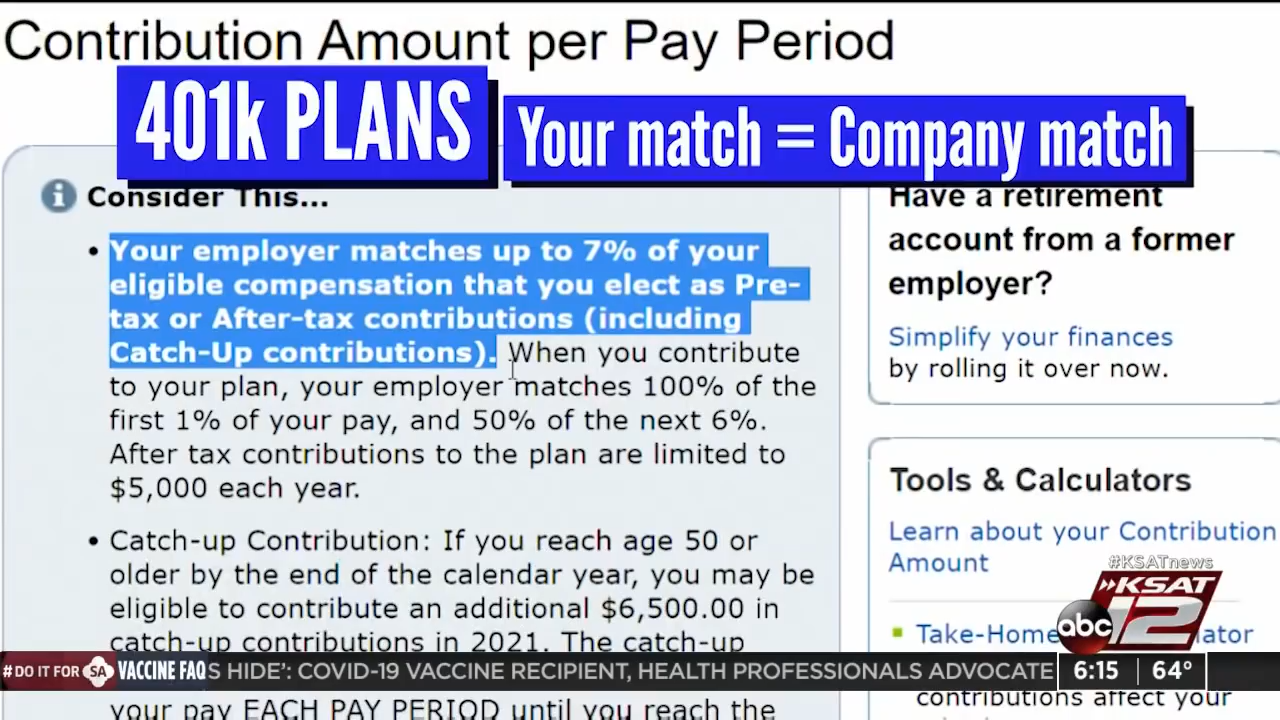 Contribution Amount per Pay Period
401k PLANS
Your match = Company match
Consider This...
• Your employer matches up to 7% of your
eligible compensation that you elect as Pre-
tax or After-tax contributions (including
Catch-Up contributions). When you contribute
to your plan, your employer matches 100% of the
first 1% of your pay, and 50% of the next 6%.
After tax contributions to the plan are limited to
$5,000 each year.
• Catch-up Contribution: If you reach age 50 or
older by the end of the calendar year, you may be
eligible to contribute an additional $6,500.00 in
catch-up contributions in 2021. The catch-up
your pay EACH PAY PERIOD until you reach the
Have a retirement
account from a former
employer?
Simplify your finances
by rolling it over now.
Tools & Calculators
Learn about your Contribution
Amount
Take-Home
contributions affect your
#KSATnews
KSAT
abc 12
#DO IT FOR SA
VACCINE FAQ
S HIDE': COVID-19 VACCINE RECIPIENT, HEALTH PROFESSIONALS ADVOCATE
6:15
64°